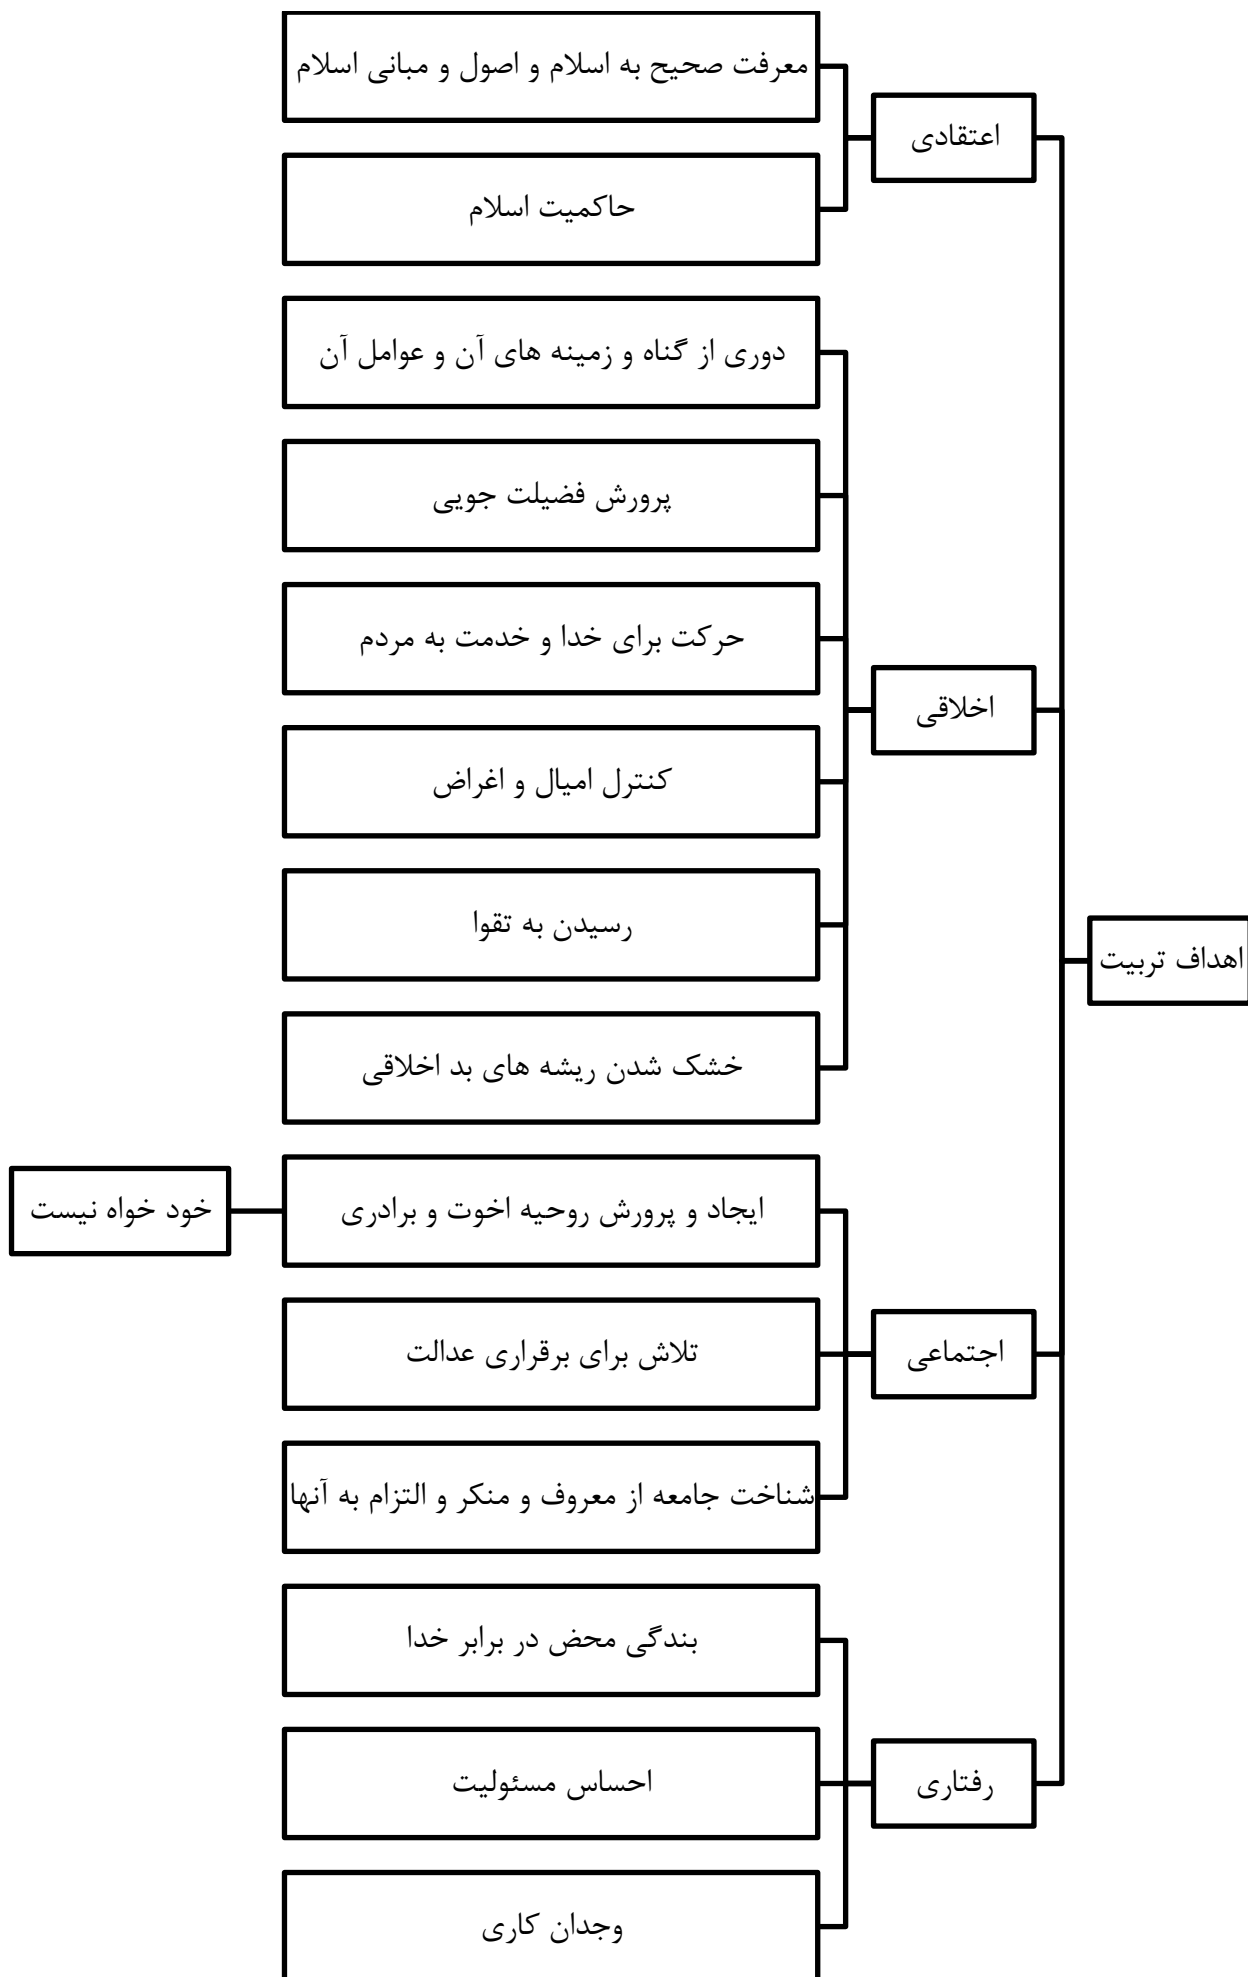 اهداف تربیت
اعتقادی
معرفت صحیح به اسلام و اصول و مبانی اسلام
حاکمیت اسلام
اخلاقی
دوری از گناه و زمینه های آن و عوامل آن
پرورش فضیلت جویی
حرکت برای خدا و خدمت به مردم
کنترل امیال و اغراض
رسیدن به تقوا
خشک شدن ریشه های بد اخلاقی
اجتماعی
ایجاد و پرورش روحیه اخوت و برادری
خود خواه نیست
تلاش برای برقراری عدالت
شناخت جامعه از معروف و منکر و التزام به آنها
رفتاری
بندگی محض در برابر خدا
احساس مسئولیت
وجدان کاری